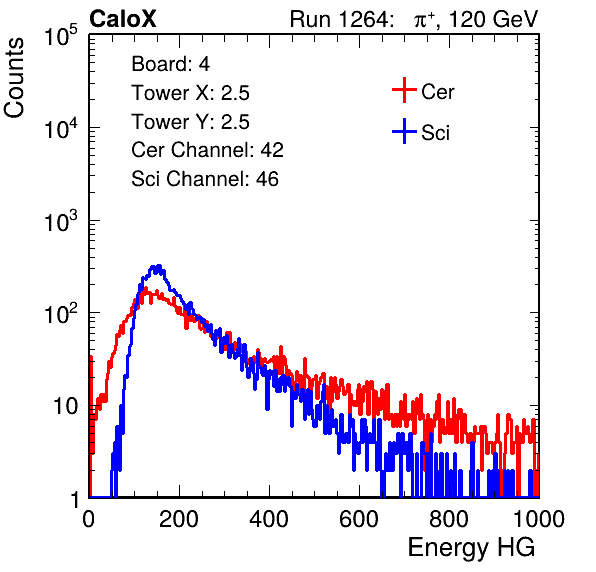 CaloX Run 1264: π⁺, 120 GeV
Counts
10⁵
10⁴
10³
10²
10
1
Board: 4
Tower X: 2.5
Tower Y: 2.5
Cer Channel: 42
Sci Channel: 46
Cer
Sci
0 200 400 600 800 1000
Energy HG